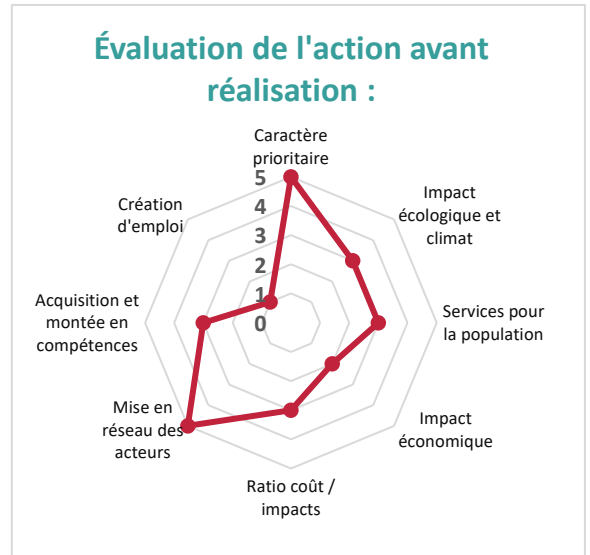 Évaluation de l'action avant
réalisation :
Caractère
prioritaire
Impact
écologique et
climat
Services pour
la population
Impact
économique
Ratio coût /
impacts
Mise en
réseau des
acteurs
Acquisition et
montée en
compétences
Création
d'emploi
5
4
3
2
1
0